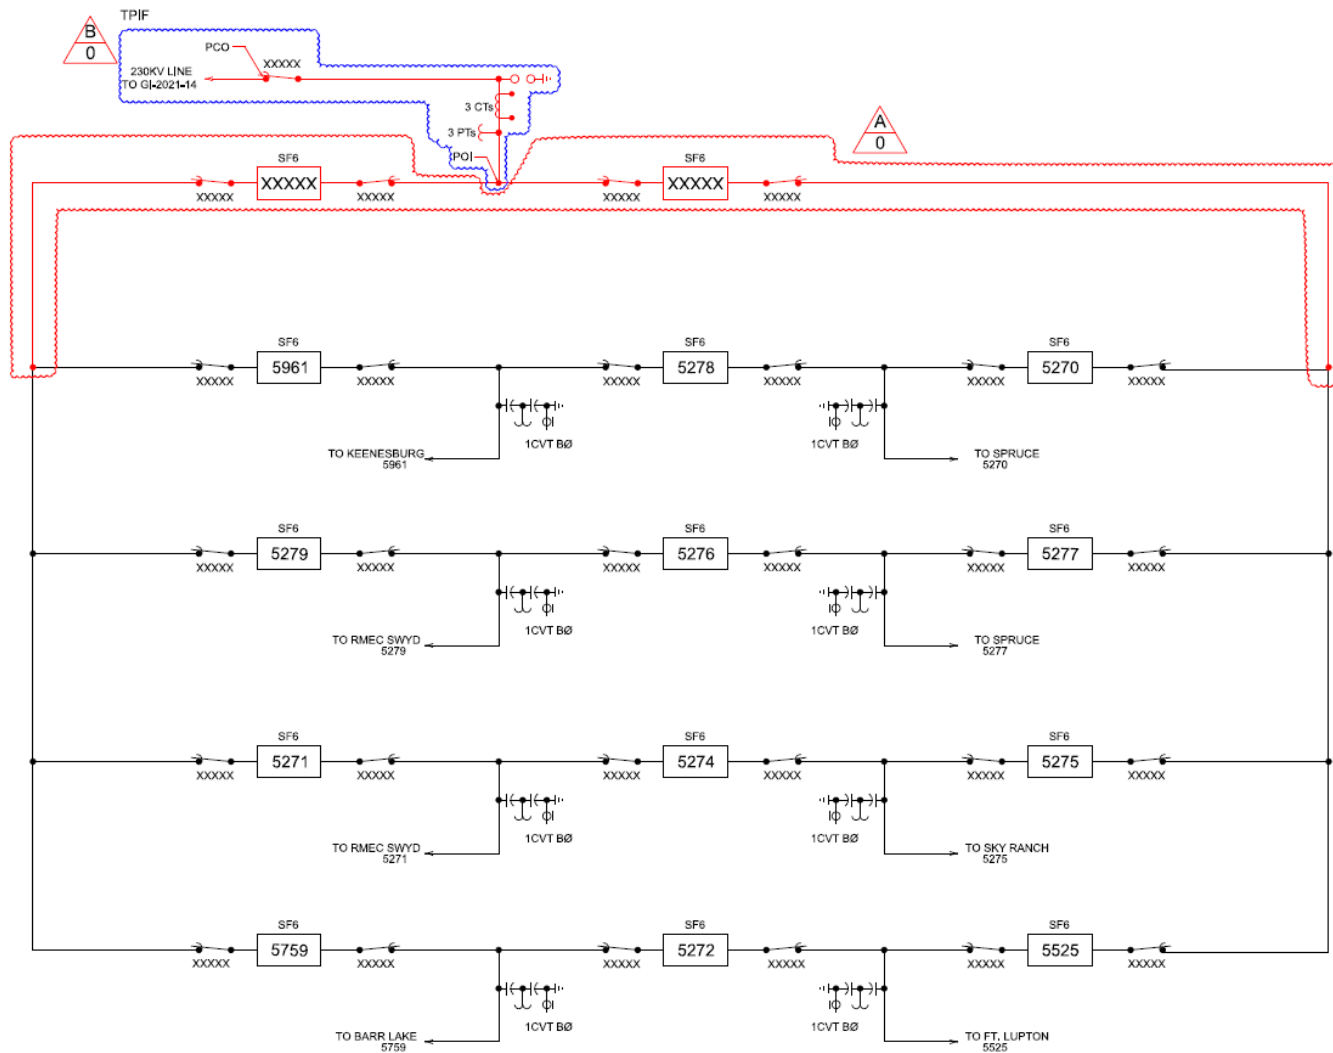 TPIF
B
0
PCO
XXXXX
230KV LINE
TO GI-2021-14
3 CTs
3 PTs
POI
A
0
SF6
XXXXX
XXXXX
XXXXX
SF6
XXXXX
XXXXX
XXXXX
SF6
5961
XXXXX
XXXXX
SF6
5278
XXXXX
XXXXX
SF6
5270
XXXXX
XXXXX
1CVT BØ
1CVT BØ
TO KEENESBURG
5961
TO SPRUCE
5270
SF6
5279
XXXXX
XXXXX
SF6
5276
XXXXX
XXXXX
SF6
5277
XXXXX
XXXXX
1CVT BØ
1CVT BØ
TO RMEC SWYD
5279
TO SPRUCE
5277
SF6
5271
XXXXX
XXXXX
SF6
5274
XXXXX
XXXXX
SF6
5275
XXXXX
XXXXX
1CVT BØ
1CVT BØ
TO RMEC SWYD
5271
TO SKY RANCH
5275
SF6
5759
XXXXX
XXXXX
SF6
5272
XXXXX
XXXXX
SF6
5525
XXXXX
XXXXX
1CVT BØ
1CVT BØ
TO BARR LAKE
5759
TO FT. LUPTON
5525